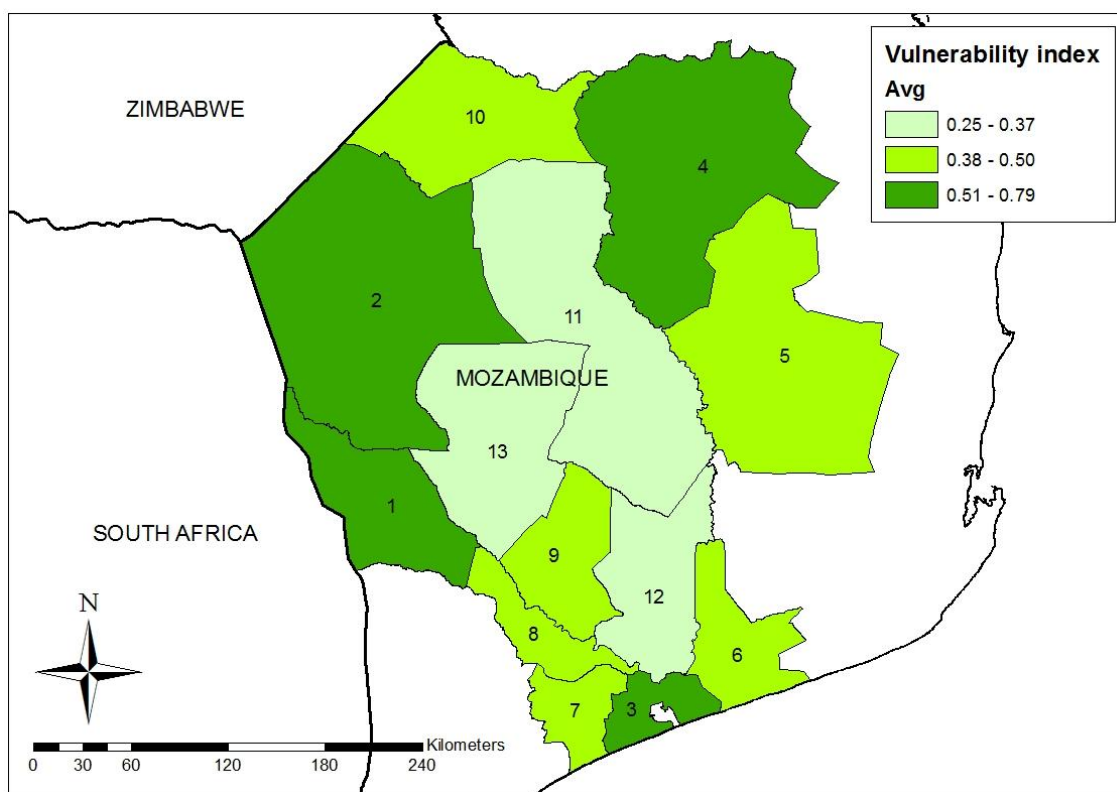 Vulnerability index
Avg
0.25 - 0.37
0.38 - 0.50
0.51 - 0.79
ZIMBABWE
10
4
2
11
5
MOZAMBIQUE
13
1
SOUTH AFRICA
9
12
8
6
N
7
3
Kilometers
0 30 60 120 180 240